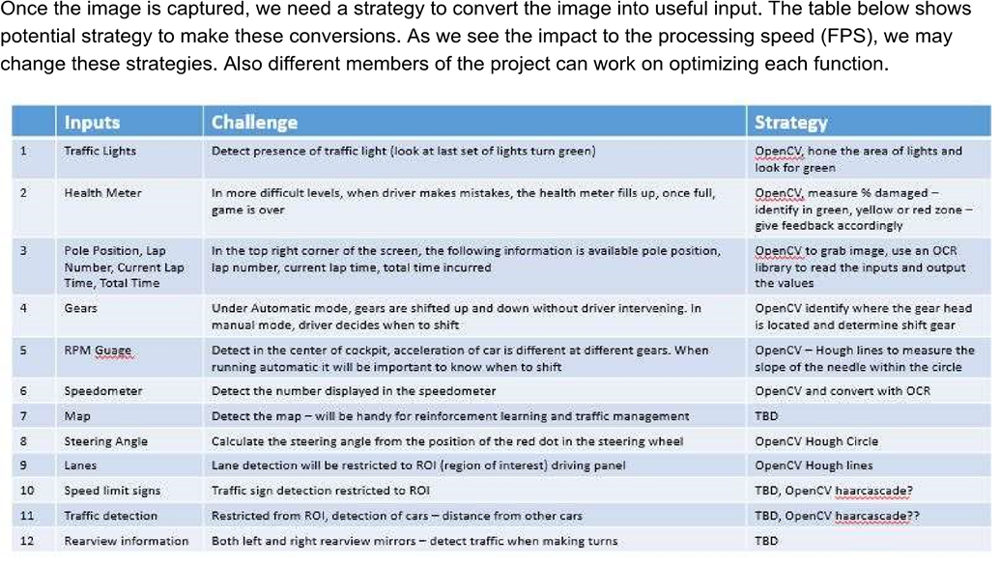 Once the image is captured, we need a strategy to convert the image into useful input. The table below shows
potential strategy to make these conversions. As we see the impact to the processing speed (FPS), we may
change these strategies. Also different members of the project can work on optimizing each function.
Inputs Challenge Strategy
1 Traffic Lights Detect presence of traffic light (look at last set of lights turn green) OpenCV, hone the area of lights and
look for green
2 Health Meter In more difficult levels, when driver makes mistakes, the health meter fills up, once full, OpenCV, measure % damaged –
game is over identify in green, yellow or red zone –
give feedback accordingly
3 Pole Position, Lap In the top right corner of the screen, the following information is available pole position, OpenCV to grab image, use an OCR
Number, Current Lap lap number, current lap time, total time incurred library to read the inputs and output
Time, Total Time the values
4 Gears Under Automatic mode, gears are shifted up and down without driver intervening. In OpenCV identify where the gear head
manual mode, driver decides when to shift is located and determine shift gear
5 RPM Guage Detect in the center of cockpit, acceleration of car is different at different gears. When OpenCV – Hough lines to measure the
running automatic it will be important to know when to shift slope of the needle within the circle
6 Speedometer Detect the number displayed in the speedometer OpenCV and convert with OCR
7 Map Detect the map – will be handy for reinforcement learning and traffic management TBD
8 Steering Angle Calculate the steering angle from the position of the red dot in the steering wheel OpenCV Hough Circle
9 Lanes Lane detection will be restricted to ROI (region of interest) driving panel OpenCV Hough lines
10 Speed limit signs Traffic sign detection restricted to ROI TBD, OpenCV haarcascade?
11 Traffic detection Restricted from ROI, detection of cars – distance from other cars TBD, OpenCV haarcascade??
12 Rearview information Both left and right rearview mirrors – detect traffic when making turns TBD